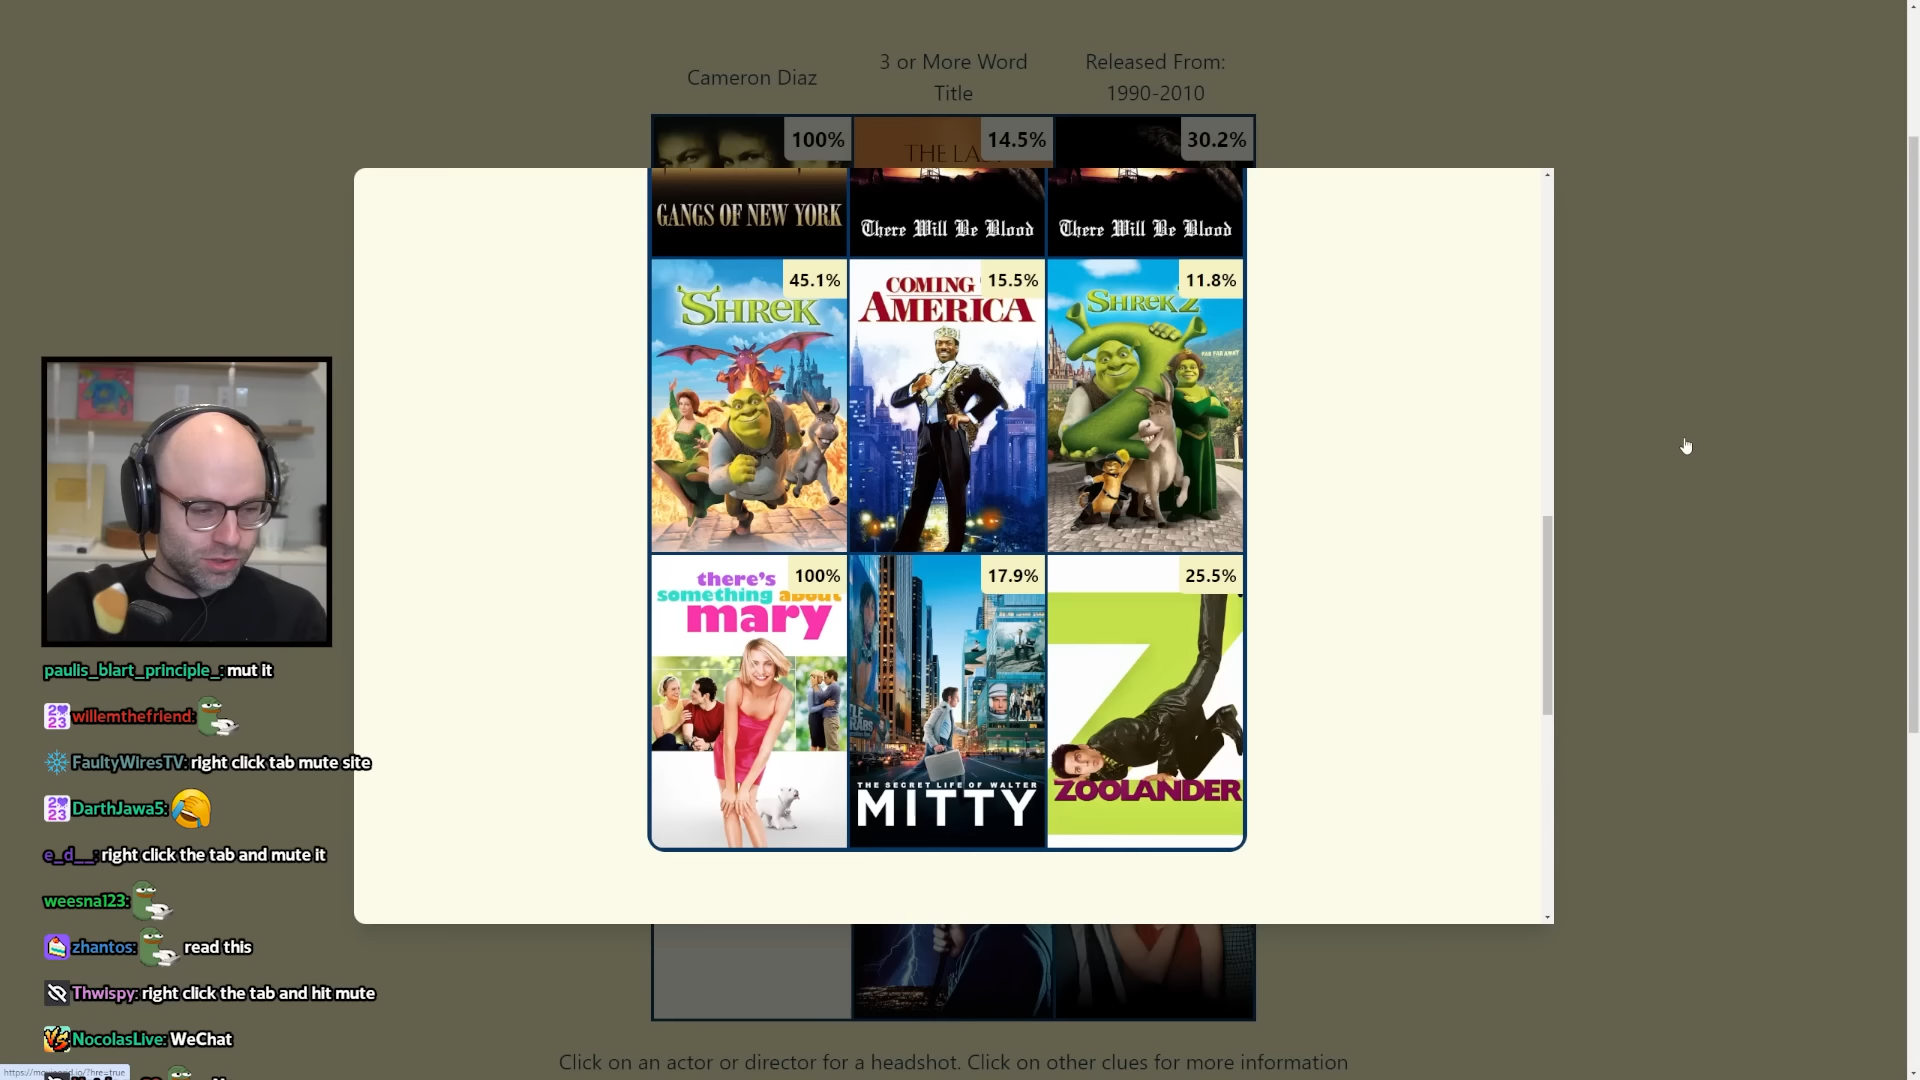 Cameron Diaz
3 or More Word
Title
Released From:
1990-2010
100%
14.5%
30.2%
THE LA
GANGS OF NEW YORK
There Will Be Blood
There Will Be Blood
45.1%
15.5%
11.8%
SHREK
COMING
AMERICA
SHREK 2
FAR FAR AWAY
100%
17.9%
25.5%
there's
something about
mary
THE SECRET LIFE OF WALTER
MITTY
ZOOLANDER
paulis_blart_principle_: mut it
2023 willemthefriend:
FaultyWiresTV: right click tab mute site
2023 DarthJawa5:
e_d__: right click the tab and mute it
weesna123:
zhantos: read this
Thwispy: right click the tab and hit mute
NocolasLive: WeChat
Click on an actor or director for a headshot. Click on other clues for more information